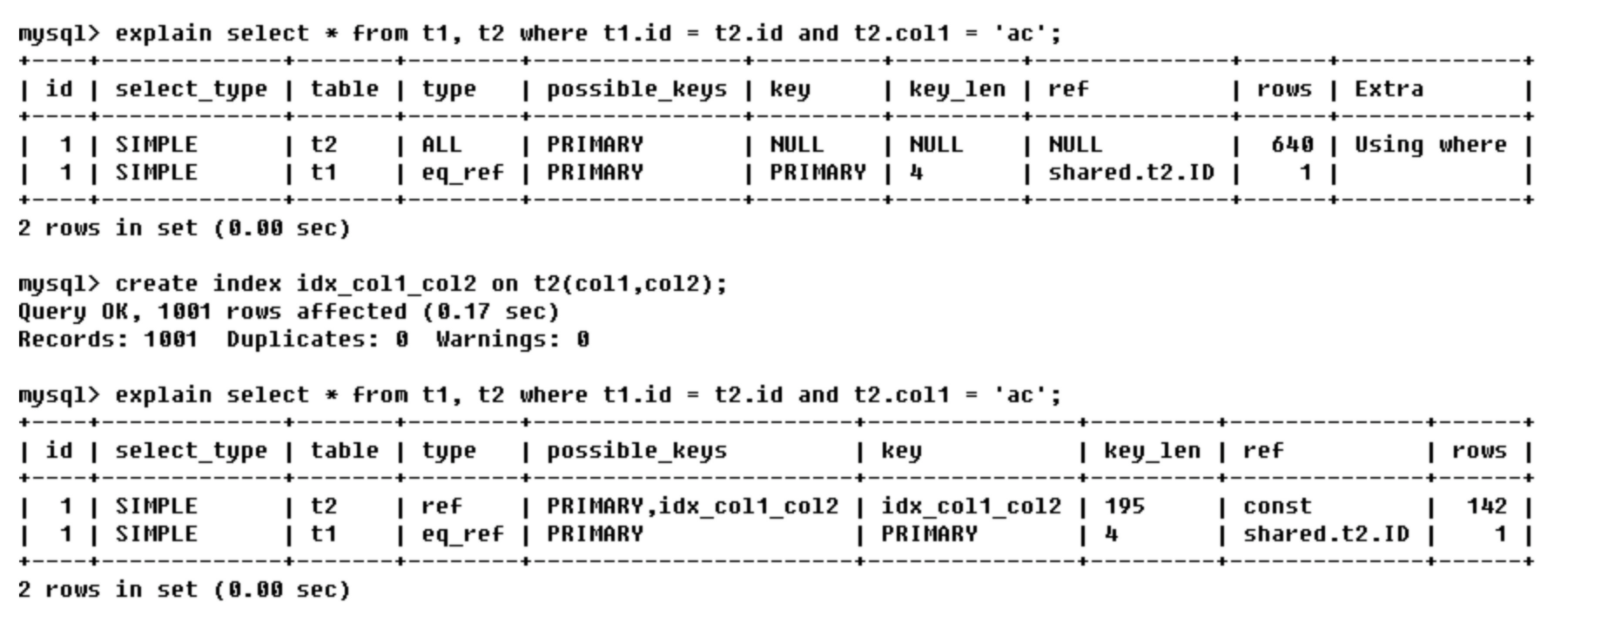 mysql> explain select * from t1, t2 where t1.id = t2.id and t2.col1 = 'ac';
+----+-------------+-------+--------+---------------+---------+---------+--------------+------+-------------+
| id | select_type | table | type   | possible_keys | key     | key_len | ref          | rows | Extra       |
+----+-------------+-------+--------+---------------+---------+---------+--------------+------+-------------+
|  1 | SIMPLE      | t2    | ALL    | PRIMARY       | NULL    | NULL    | NULL         |  640 | Using where |
|  1 | SIMPLE      | t1    | eq_ref | PRIMARY       | PRIMARY | 4       | shared.t2.ID |    1 |             |
+----+-------------+-------+--------+---------------+---------+---------+--------------+------+-------------+
2 rows in set (0.00 sec)
mysql> create index idx_col1_col2 on t2(col1,col2);
Query OK, 1001 rows affected (0.17 sec)
Records: 1001  Duplicates: 0  Warnings: 0
mysql> explain select * from t1, t2 where t1.id = t2.id and t2.col1 = 'ac';
+----+-------------+-------+--------+-----------------------+---------------+---------+--------------+------+
| id | select_type | table | type   | possible_keys         | key           | key_len | ref          | rows |
+----+-------------+-------+--------+-----------------------+---------------+---------+--------------+------+
|  1 | SIMPLE      | t2    | ref    | PRIMARY,idx_col1_col2 | idx_col1_col2 | 195     | const        |  142 |
|  1 | SIMPLE      | t1    | eq_ref | PRIMARY               | PRIMARY       | 4       | shared.t2.ID |    1 |
+----+-------------+-------+--------+-----------------------+---------------+---------+--------------+------+
2 rows in set (0.00 sec)